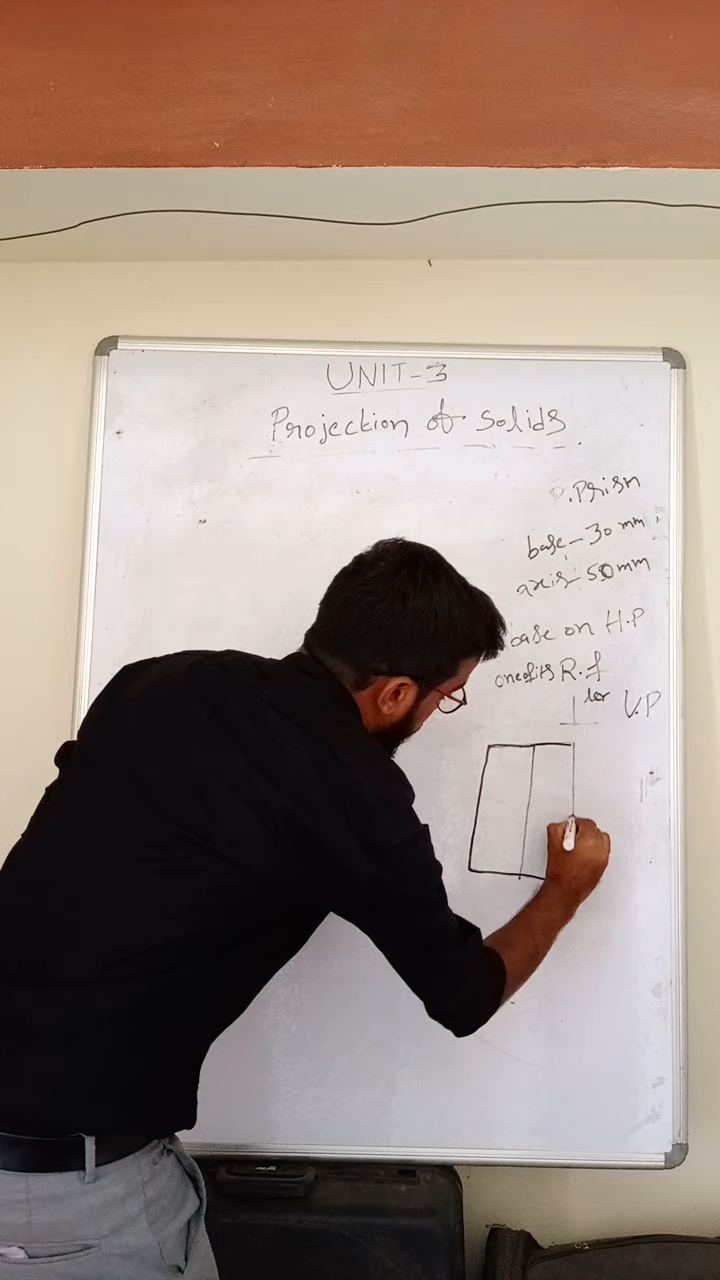 UNIT-3
Projection of solids
P.Prism
base - 30 mm
axis - 50mm
base on H.P
one of its R.f
ler V.P